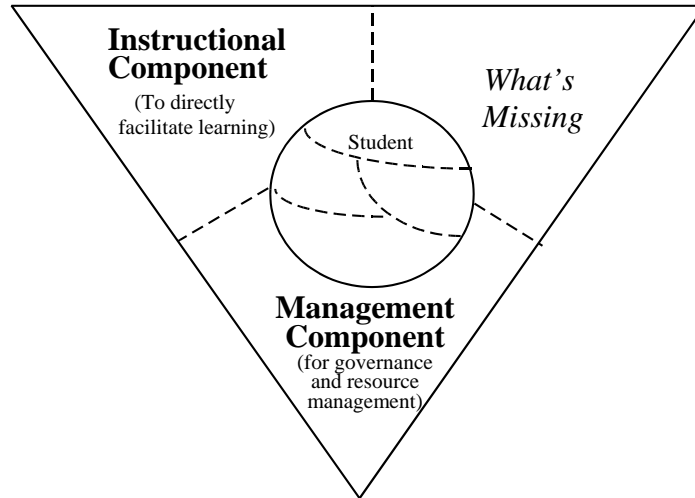 Instructional
Component
(To directly
facilitate learning)
What's
Missing
Student
Management
Component
(for governance
and resource
management)